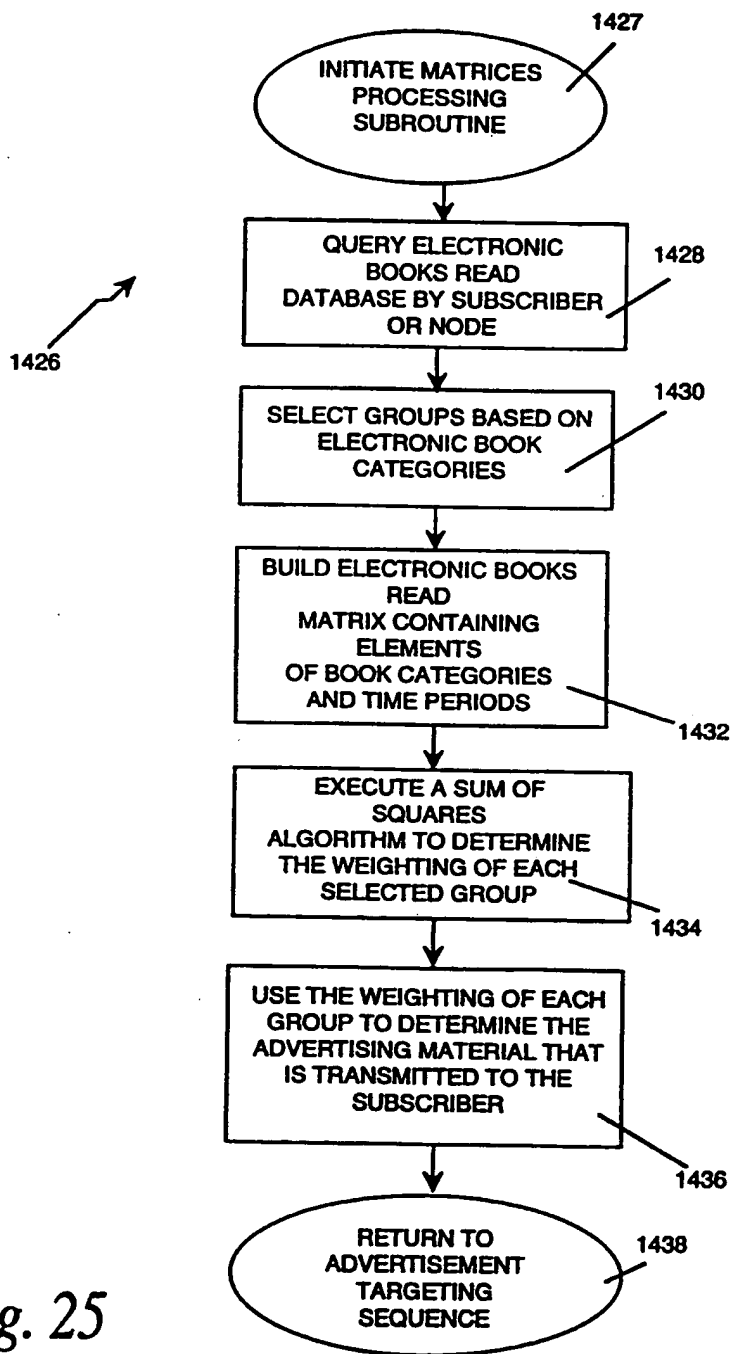 1427
INITIATE MATRICES
PROCESSING
SUBROUTINE
QUERY ELECTRONIC
BOOKS READ
DATABASE BY SUBSCRIBER
OR NODE
1428
1426
SELECT GROUPS BASED ON
ELECTRONIC BOOK
CATEGORIES
1430
BUILD ELECTRONIC BOOKS
READ
MATRIX CONTAINING
ELEMENTS
OF BOOK CATEGORIES
AND TIME PERIODS
1432
EXECUTE A SUM OF
SQUARES
ALGORITHM TO DETERMINE
THE WEIGHTING OF EACH
SELECTED GROUP
1434
USE THE WEIGHTING OF EACH
GROUP TO DETERMINE THE
ADVERTISING MATERIAL THAT
IS TRANSMITTED TO THE
SUBSCRIBER
1436
RETURN TO
ADVERTISEMENT
TARGETING
SEQUENCE
1438
g. 25